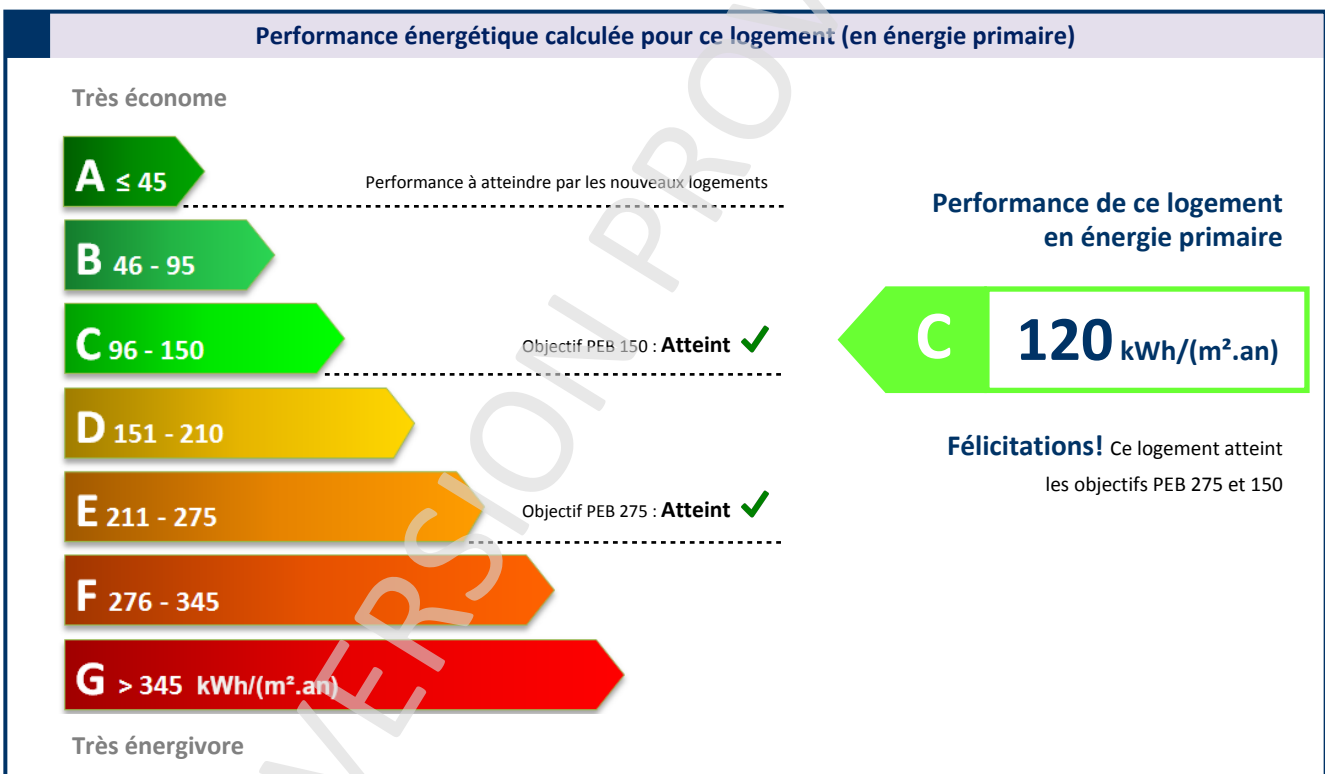 Performance énergétique calculée pour ce logement (en énergie primaire)
Très économe
A ≤ 45
Performance à atteindre par les nouveaux logements
B 46 - 95
C 96 - 150
Objectif PEB 150 : Atteint
D 151 - 210
E 211 - 275
Objectif PEB 275 : Atteint
F 276 - 345
G > 345 kWh/(m².an)
Très énergivore
Performance de ce logement
en énergie primaire
C 120 kWh/(m².an)
Félicitations! Ce logement atteint
les objectifs PEB 275 et 150
VERSION PROV